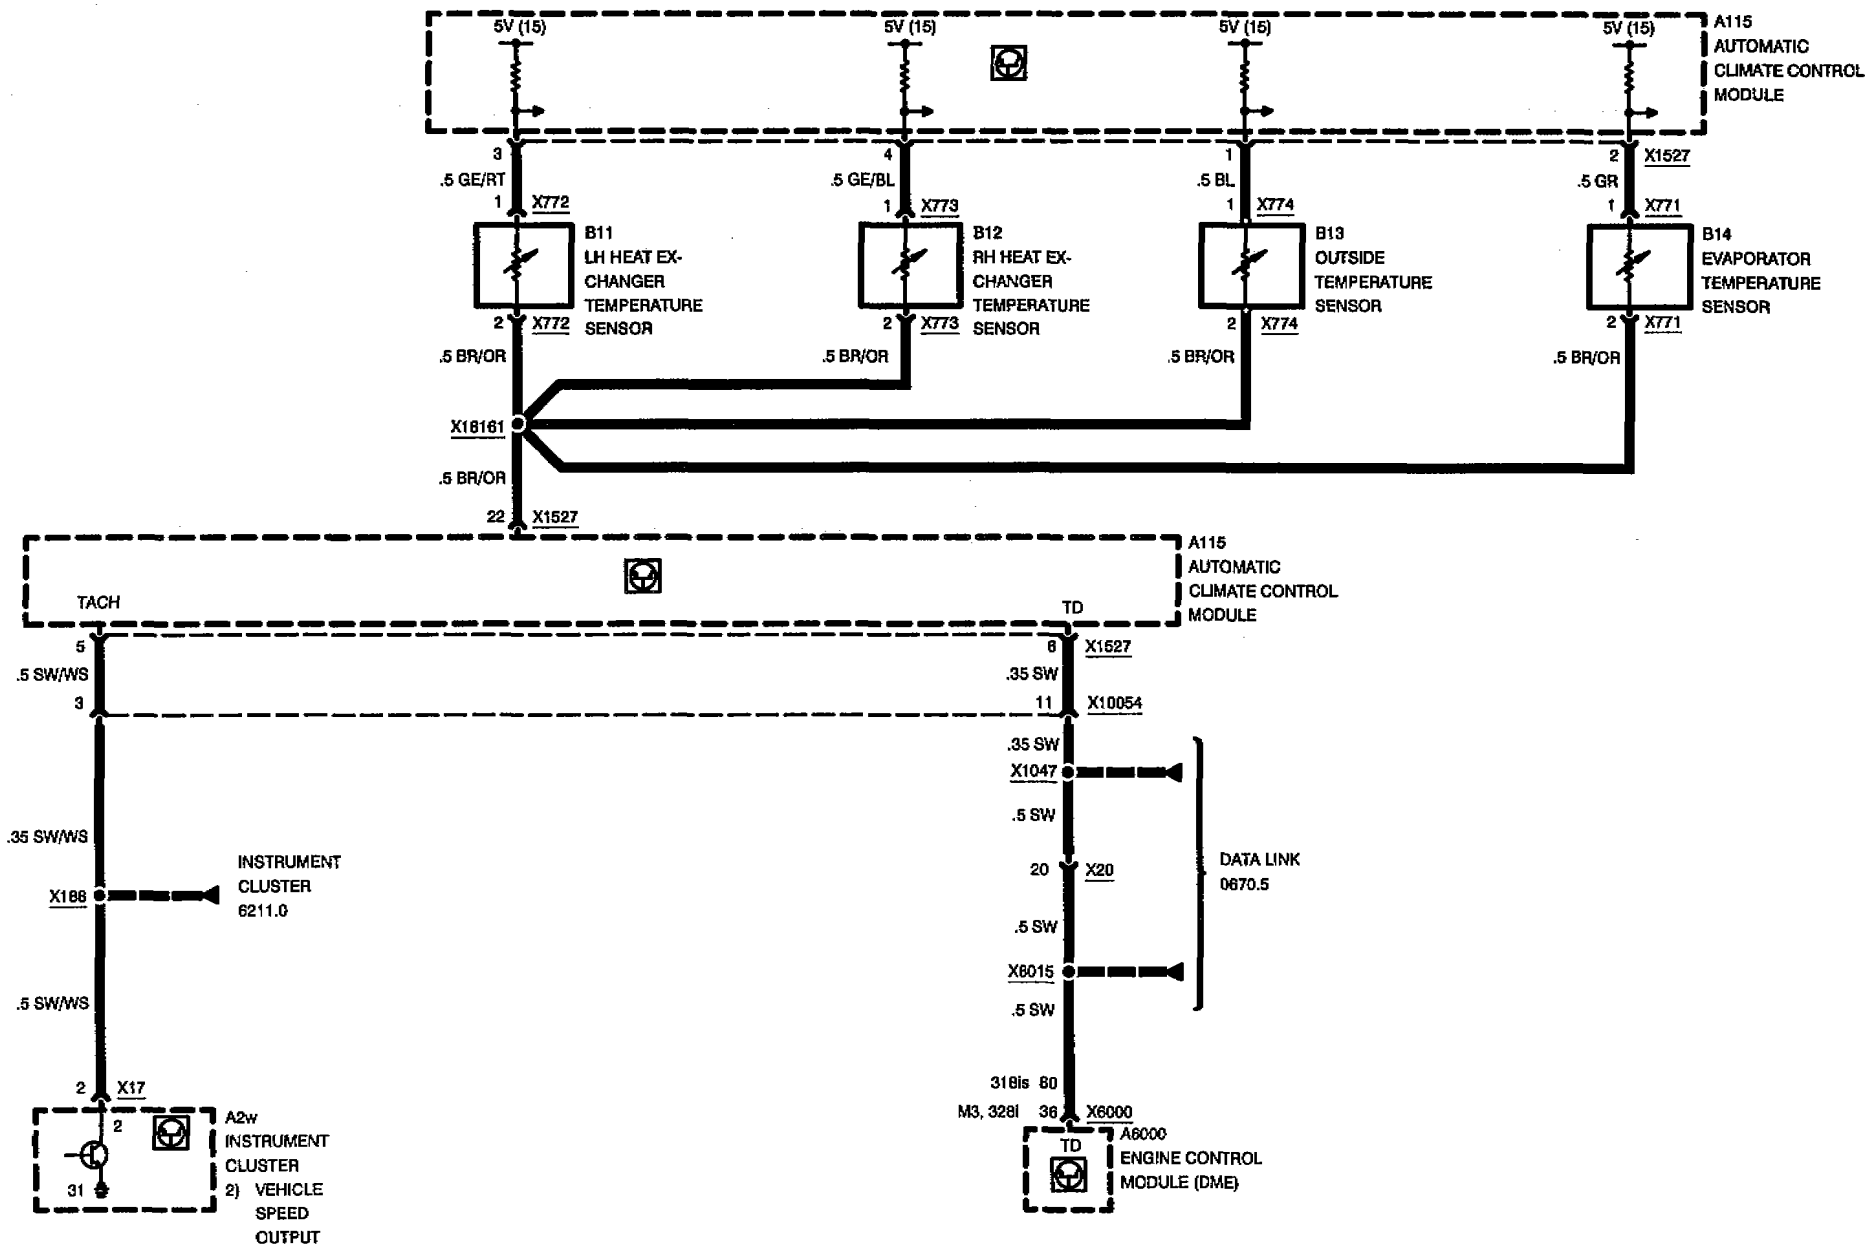 5V (15) 5V (15) 5V (15) 5V (15)
A115
AUTOMATIC
CLIMATE CONTROL
MODULE
3 4 1 2 X1527
.5 GE/RT .5 GE/BL .5 BL .5 GR
1 X772 1 X773 1 X774 1 X771
B11
LH HEAT EX-
CHANGER
TEMPERATURE
SENSOR
B12
RH HEAT EX-
CHANGER
TEMPERATURE
SENSOR
B13
OUTSIDE
TEMPERATURE
SENSOR
B14
EVAPORATOR
TEMPERATURE
SENSOR
2 X772 2 X773 2 X774 2 X771
.5 BR/OR .5 BR/OR .5 BR/OR .5 BR/OR
X18161
.5 BR/OR
22 X1527
A115
AUTOMATIC
CLIMATE CONTROL
MODULE
TACH TD
5 6 X1527
.5 SW/WS .35 SW
3 11 X10054
.35 SW
X1047
.5 SW
.35 SW/WS
20 X20
DATA LINK
0670.5
INSTRUMENT
CLUSTER
6211.0
X188
.5 SW
X6015
.5 SW/WS .5 SW
318is 80
2 X17
M3, 328i 36 X6000
A2w
INSTRUMENT
CLUSTER
2) VEHICLE
SPEED
OUTPUT
2
31
TD
A6000
ENGINE CONTROL
MODULE (DME)